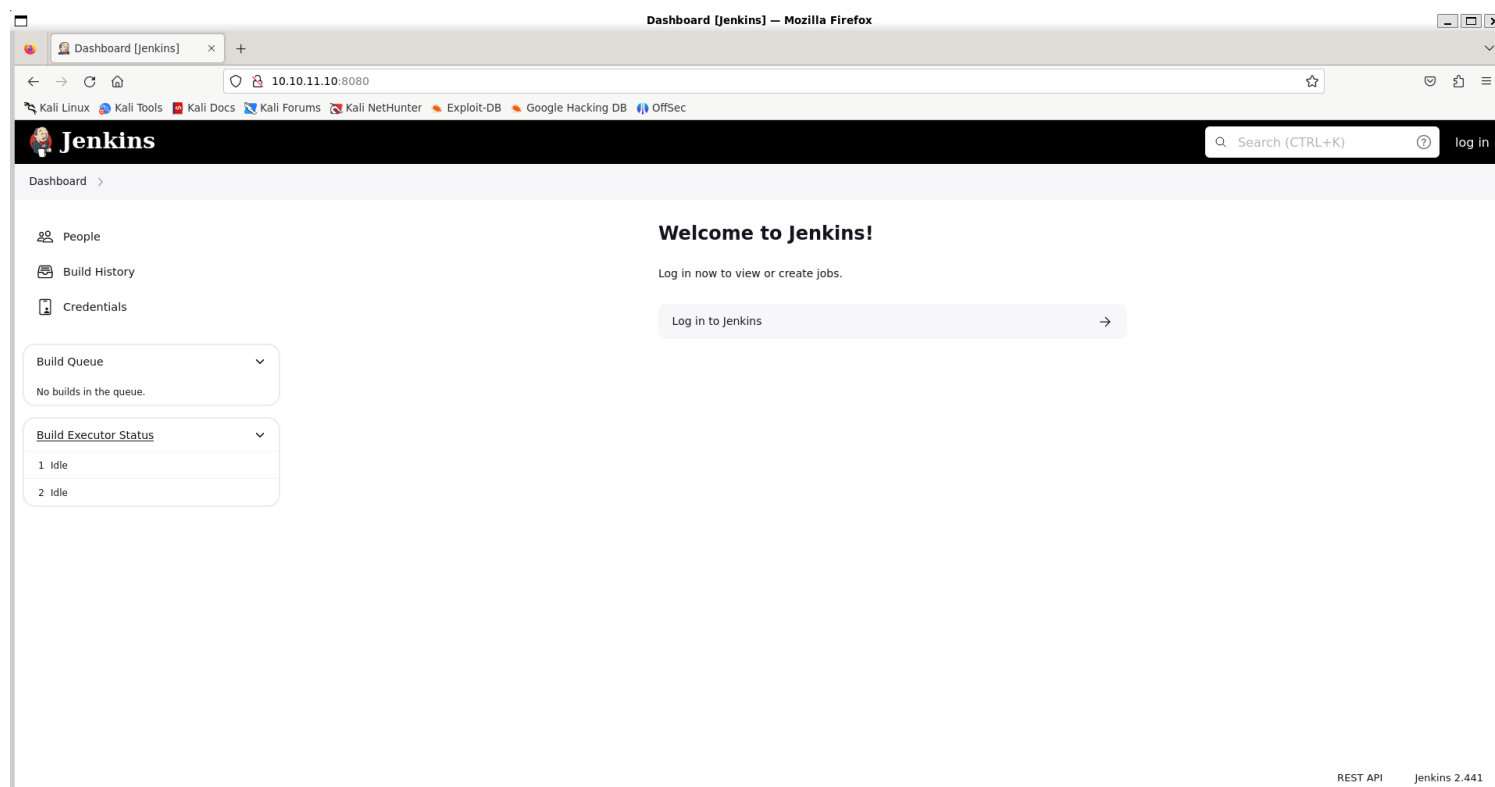 Dashboard [Jenkins] — Mozilla Firefox
Dashboard [Jenkins]
10.10.11.10:8080
Kali Linux Kali Tools Kali Docs Kali Forums Kali NetHunter Exploit-DB Google Hacking DB OffSec
Jenkins
Search (CTRL+K)
log in
Dashboard
People
Build History
Credentials
Build Queue
No builds in the queue.
Build Executor Status
1 Idle
2 Idle
Welcome to Jenkins!
Log in now to view or create jobs.
Log in to Jenkins
REST API Jenkins 2.441